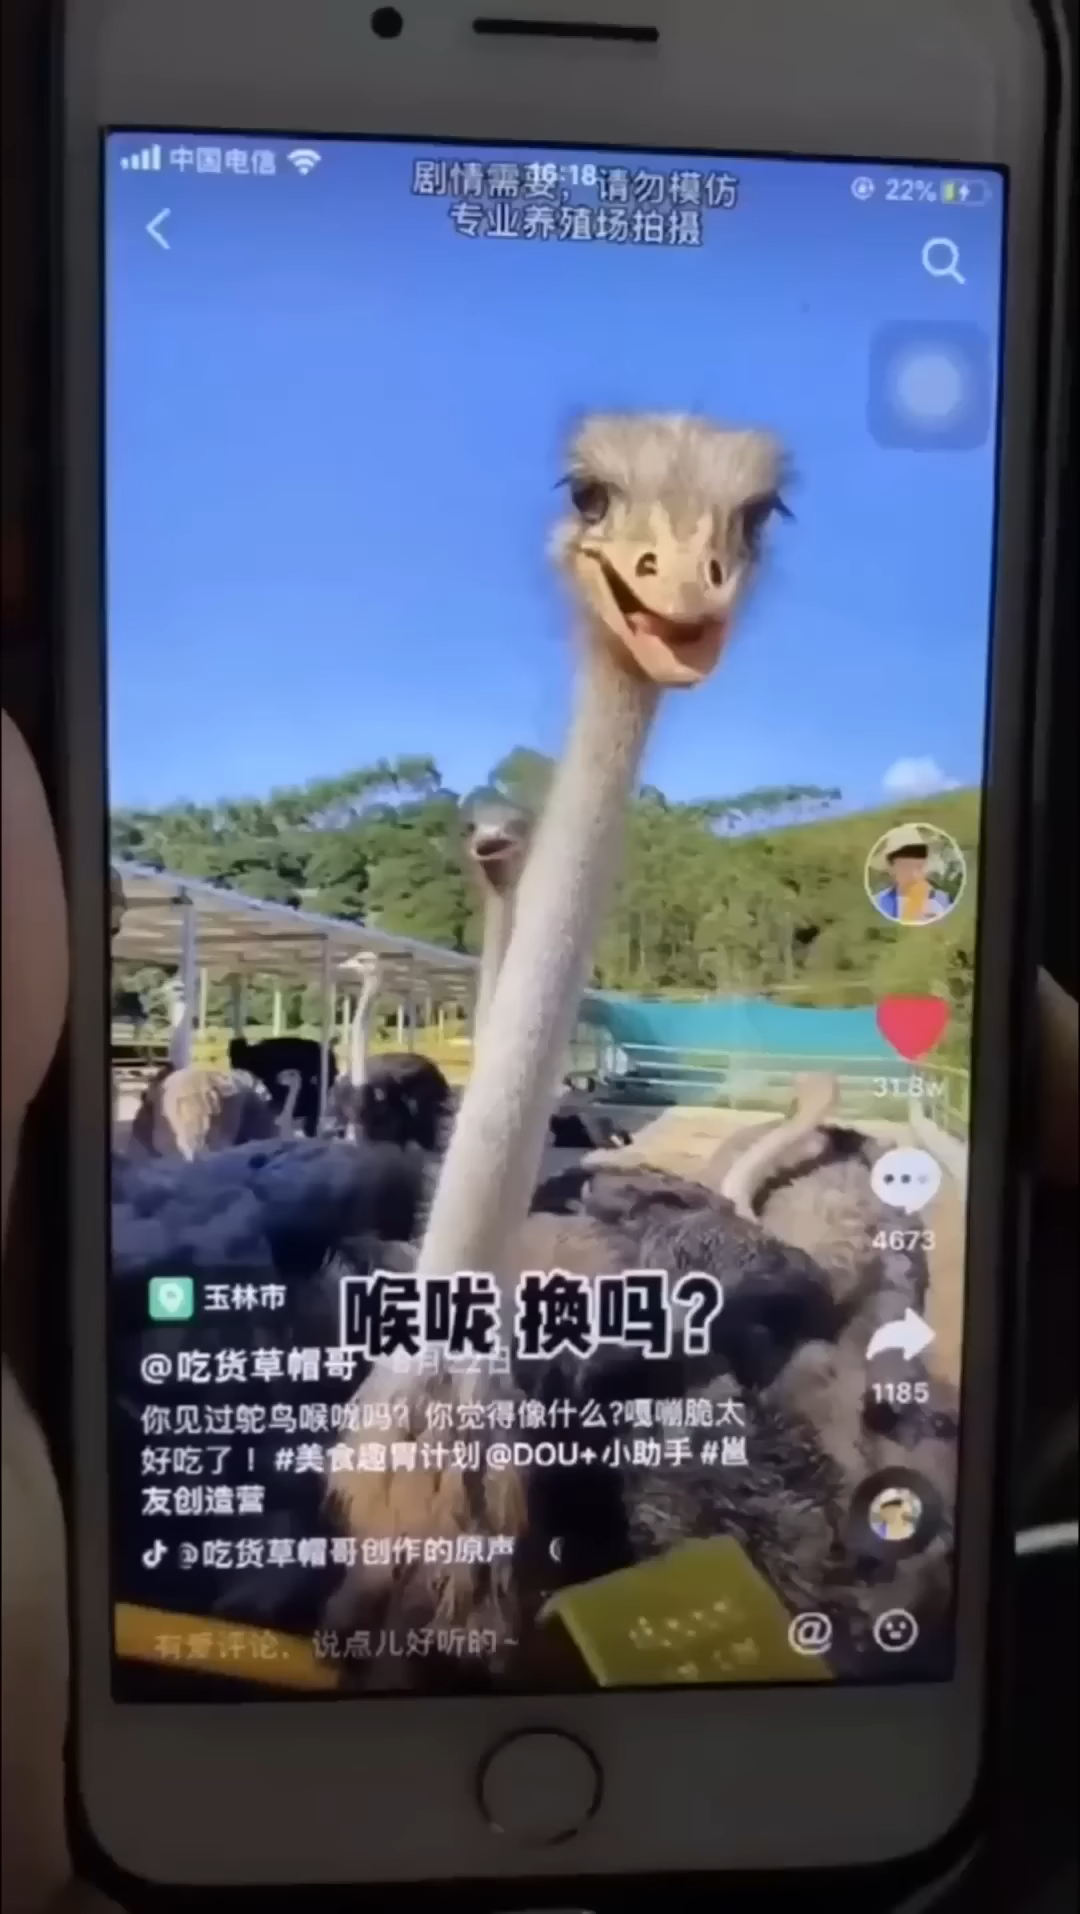 中国电信
16:18
22%
剧情需要，请勿模仿
专业养殖场拍摄
31.8w
4673
1185
玉林市
喉咙 换吗？
@吃货草帽哥
你见过鸵鸟喉咙吗？你觉得像什么?嘎嘣脆太
好吃了！ #美食趣胃计划 @DOU+小助手 #邕
友创造营
@吃货草帽哥创作的原声
有爱评论，说点儿好听的~